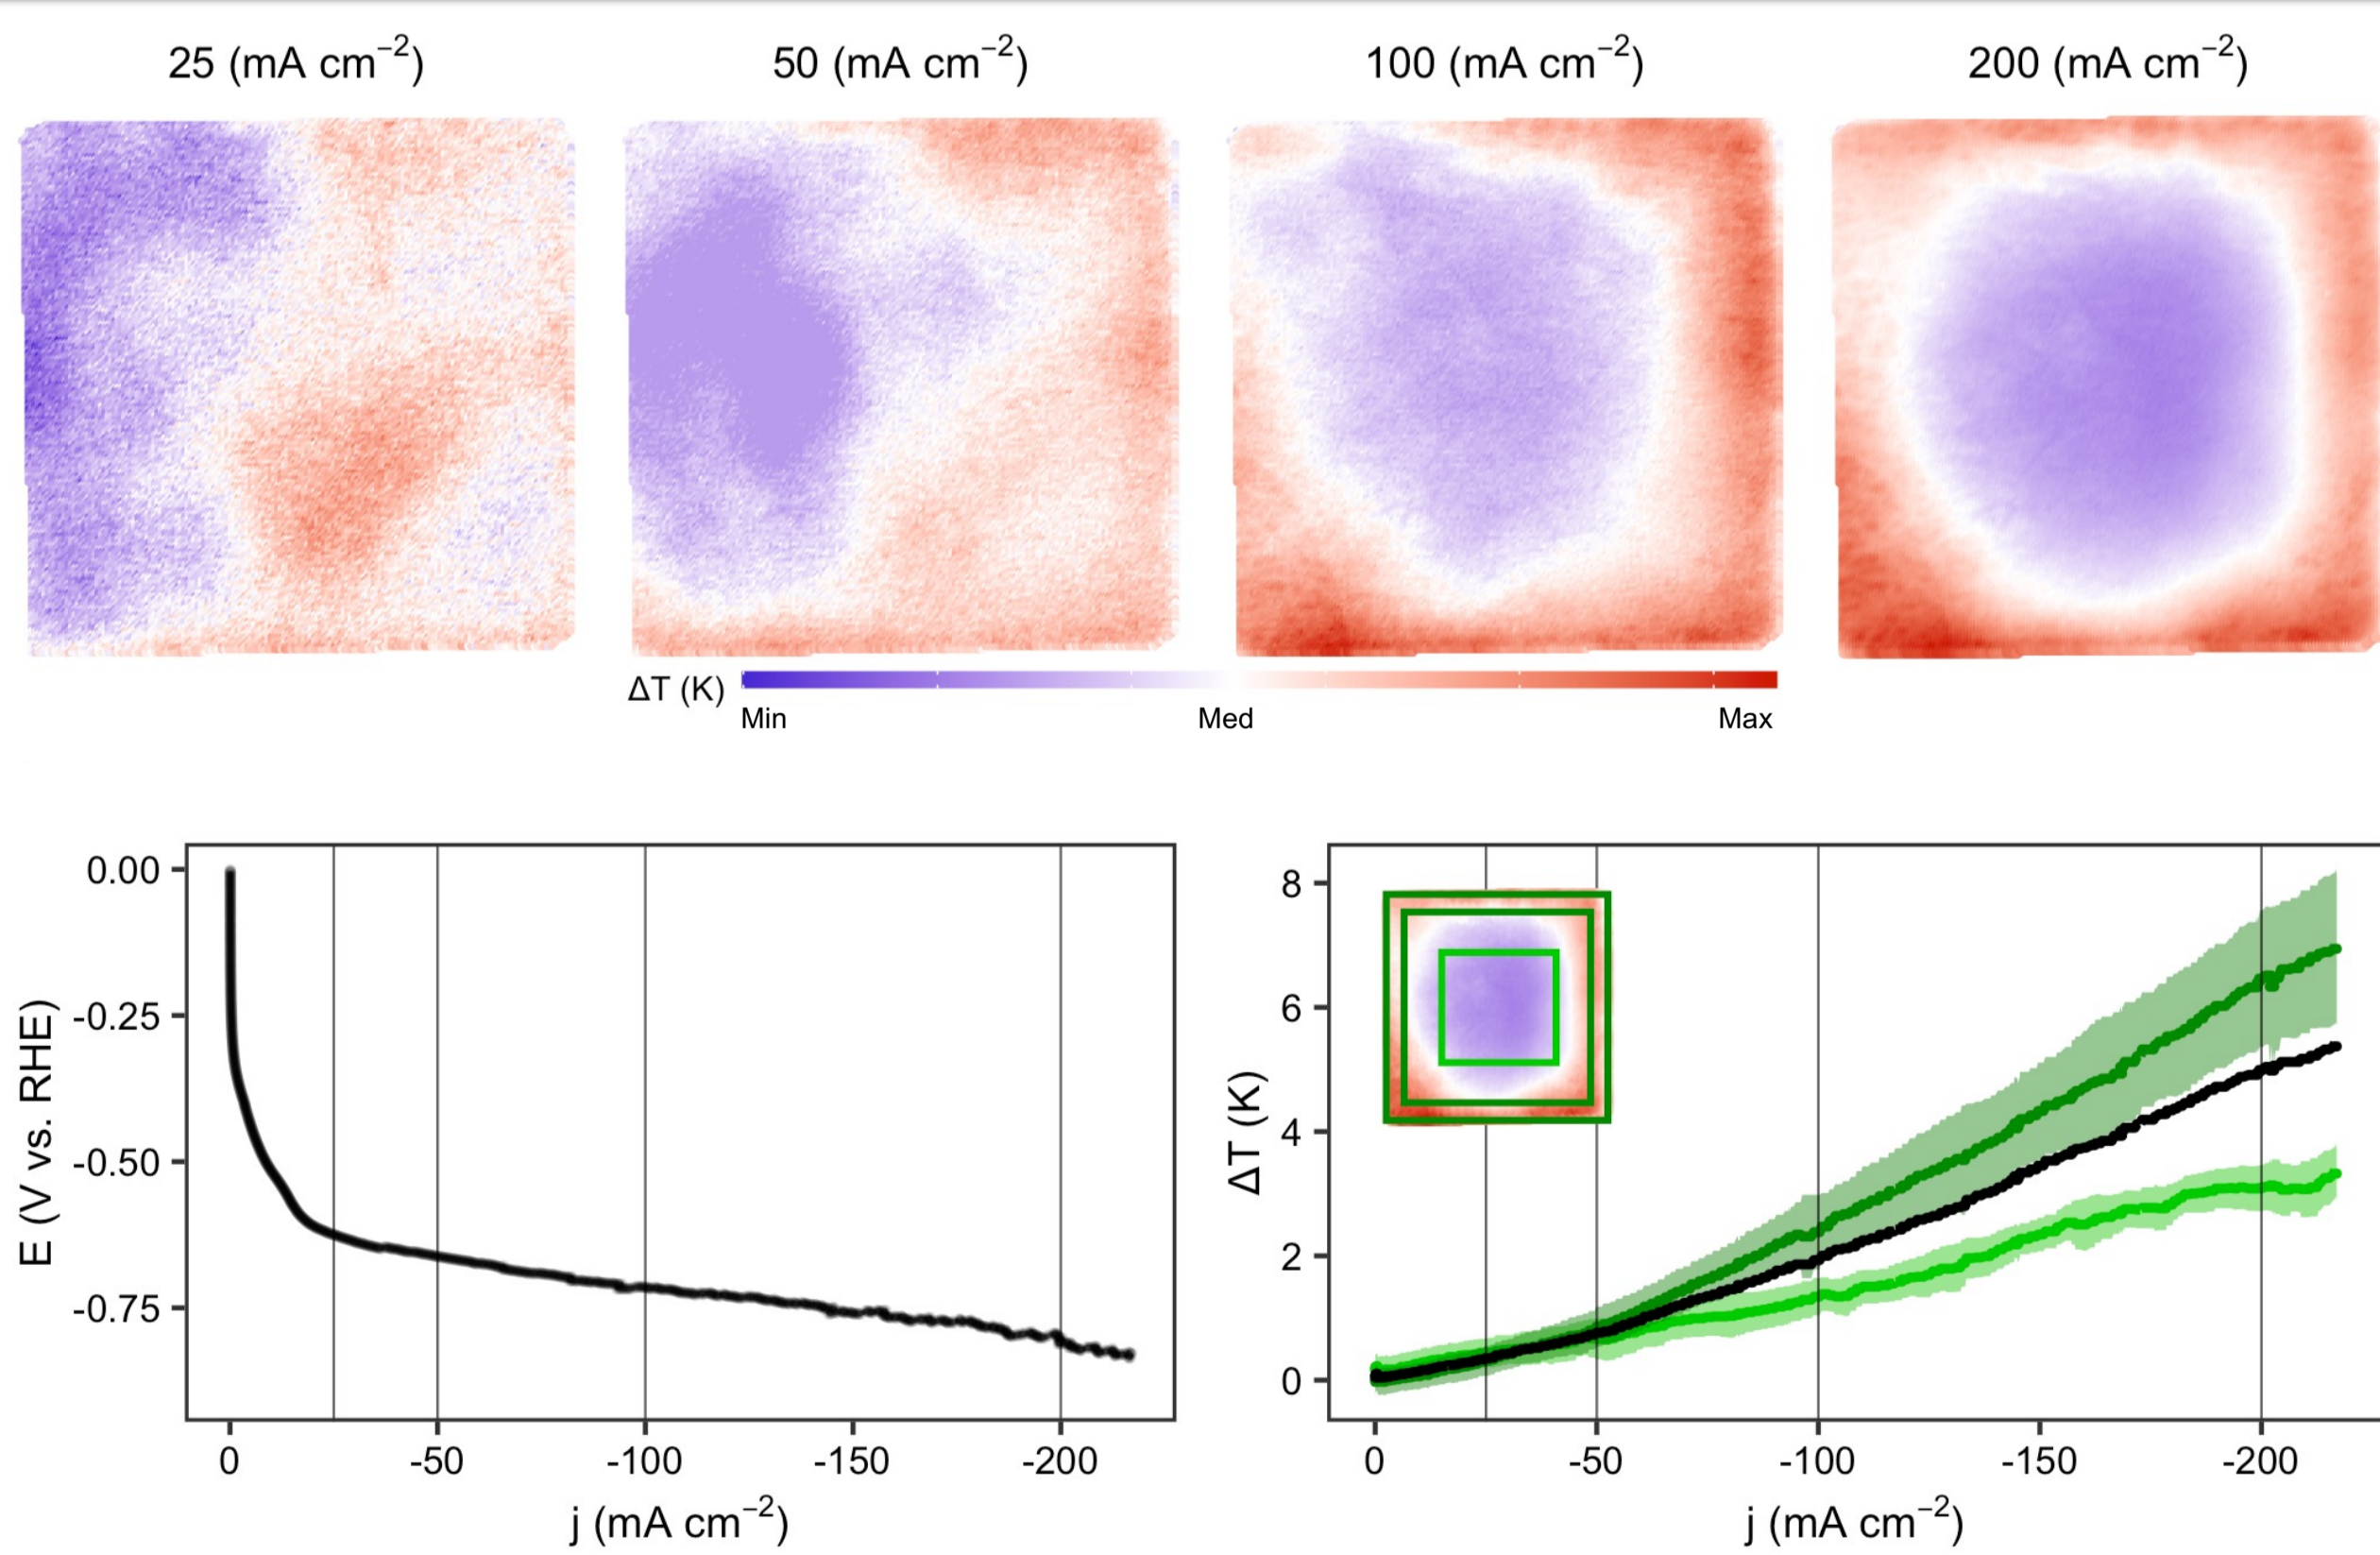 25 (mA cm⁻²) 50 (mA cm⁻²) 100 (mA cm⁻²) 200 (mA cm⁻²)
ΔT (K)
Min Med Max
E (V vs. RHE)
0.00
-0.25
-0.50
-0.75
0 -50 -100 -150 -200
j (mA cm⁻²)
ΔT (K)
8
6
4
2
0
0 -50 -100 -150 -200
j (mA cm⁻²)